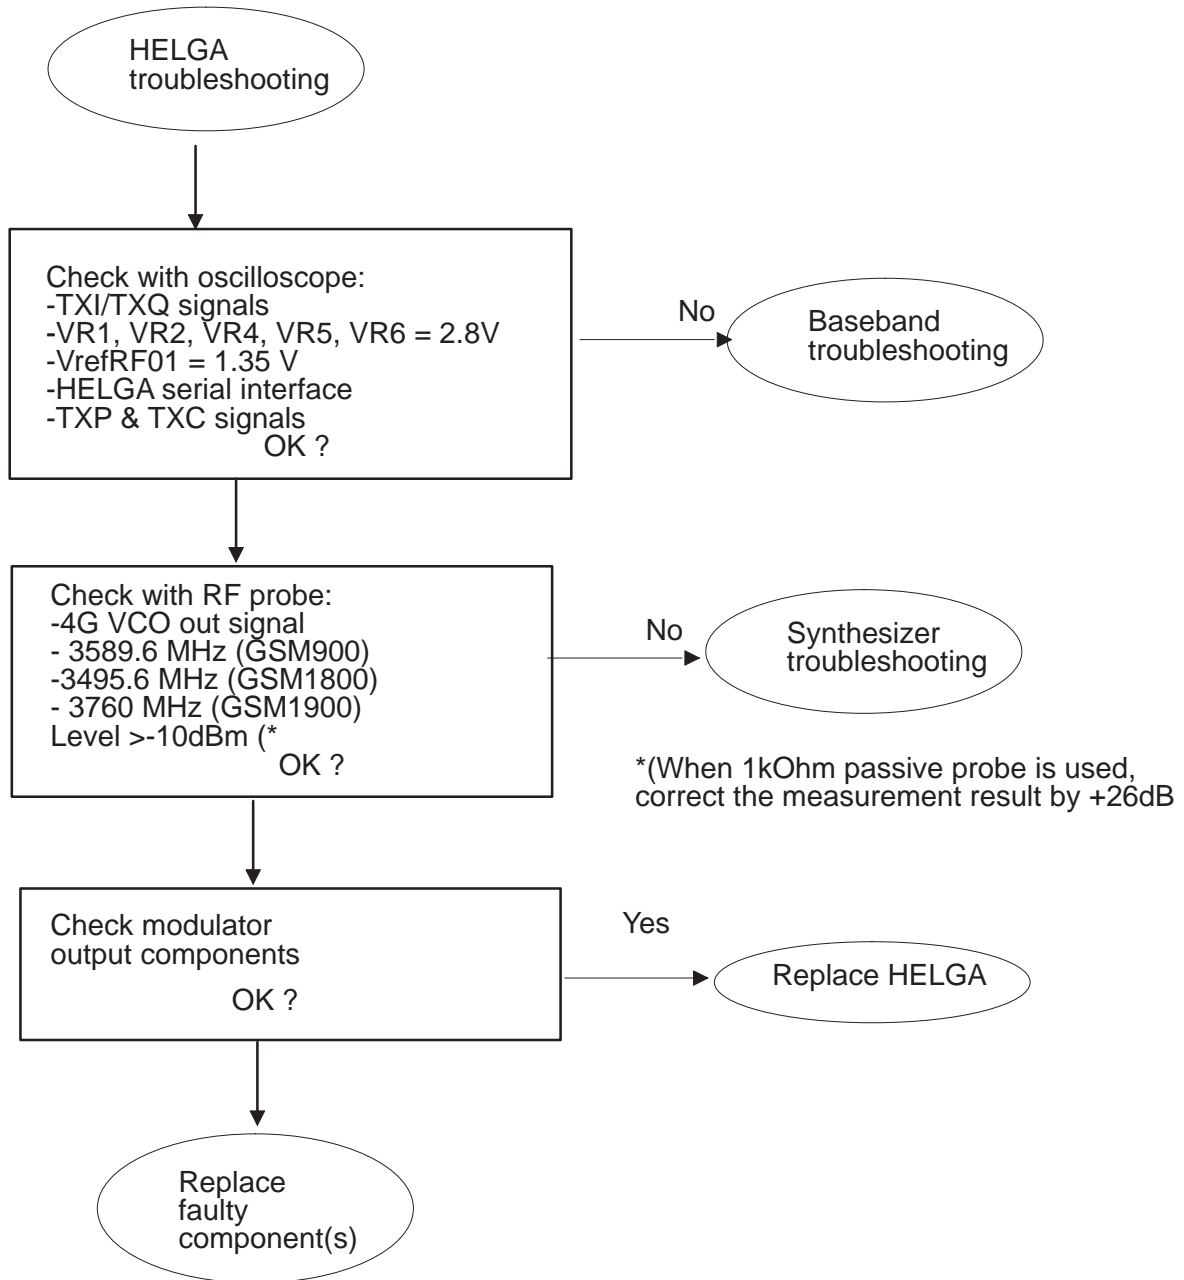 HELGA
troubleshooting
Check with oscilloscope:
-TXI/TXQ signals
-VR1, VR2, VR4, VR5, VR6 = 2.8V
-VrefRF01 = 1.35 V
-HELGA serial interface
-TXP & TXC signals
OK ?
No
Baseband
troubleshooting
Check with RF probe:
-4G VCO out signal
- 3589.6 MHz (GSM900)
-3495.6 MHz (GSM1800)
- 3760 MHz (GSM1900)
Level >-10dBm (*
OK ?
No
Synthesizer
troubleshooting
*(When 1kOhm passive probe is used,
correct the measurement result by +26dB
Check modulator
output components
OK ?
Yes
Replace HELGA
Replace
faulty
component(s)